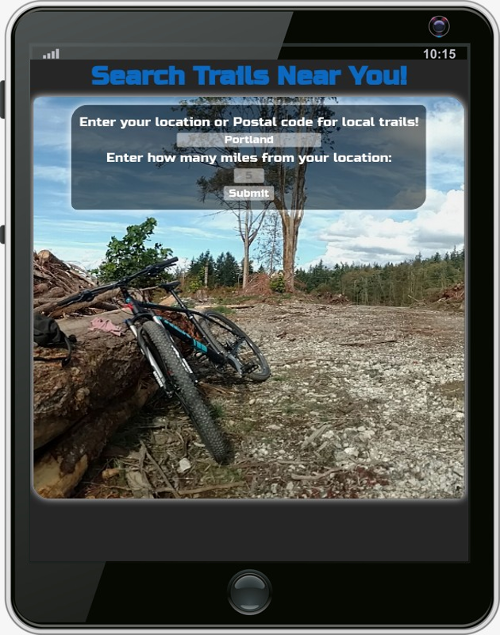 10:15
Search Trails Near You!
Enter your location or Postal code for local trails!
Portland
Enter how many miles from your location:
5
Submit